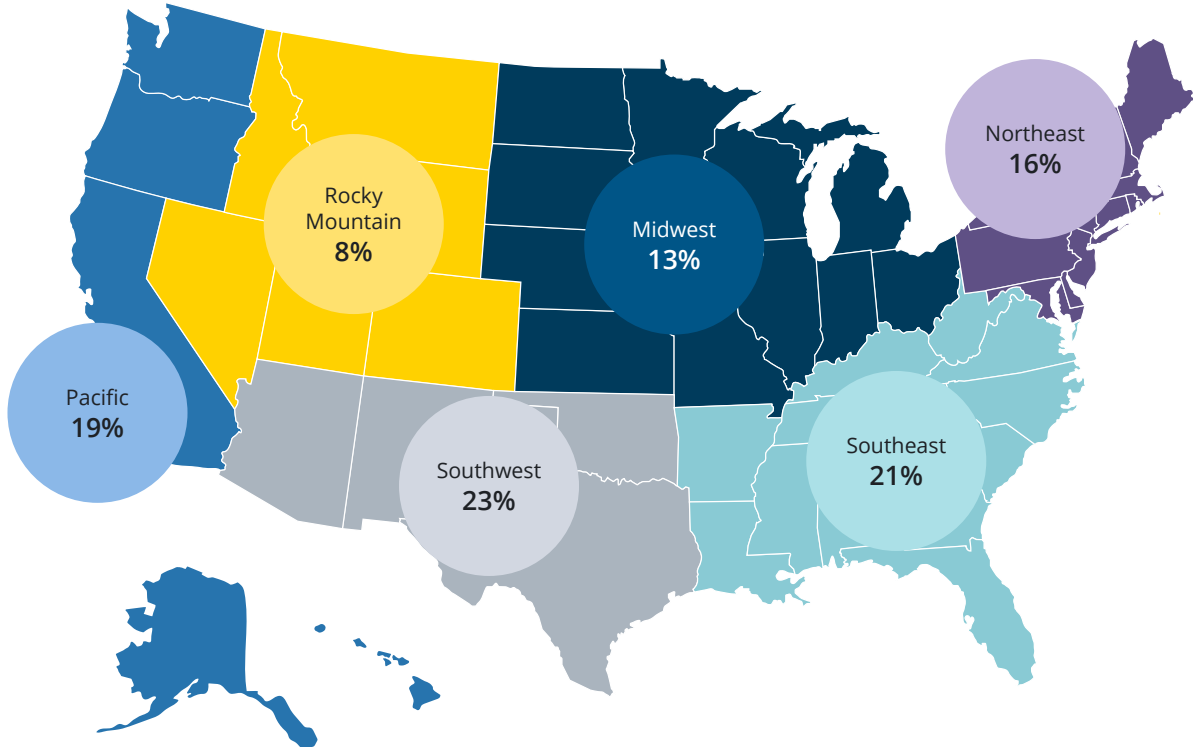 Northeast
16%
Rocky
Mountain
8%
Midwest
13%
Pacific
19%
Southwest
23%
Southeast
21%